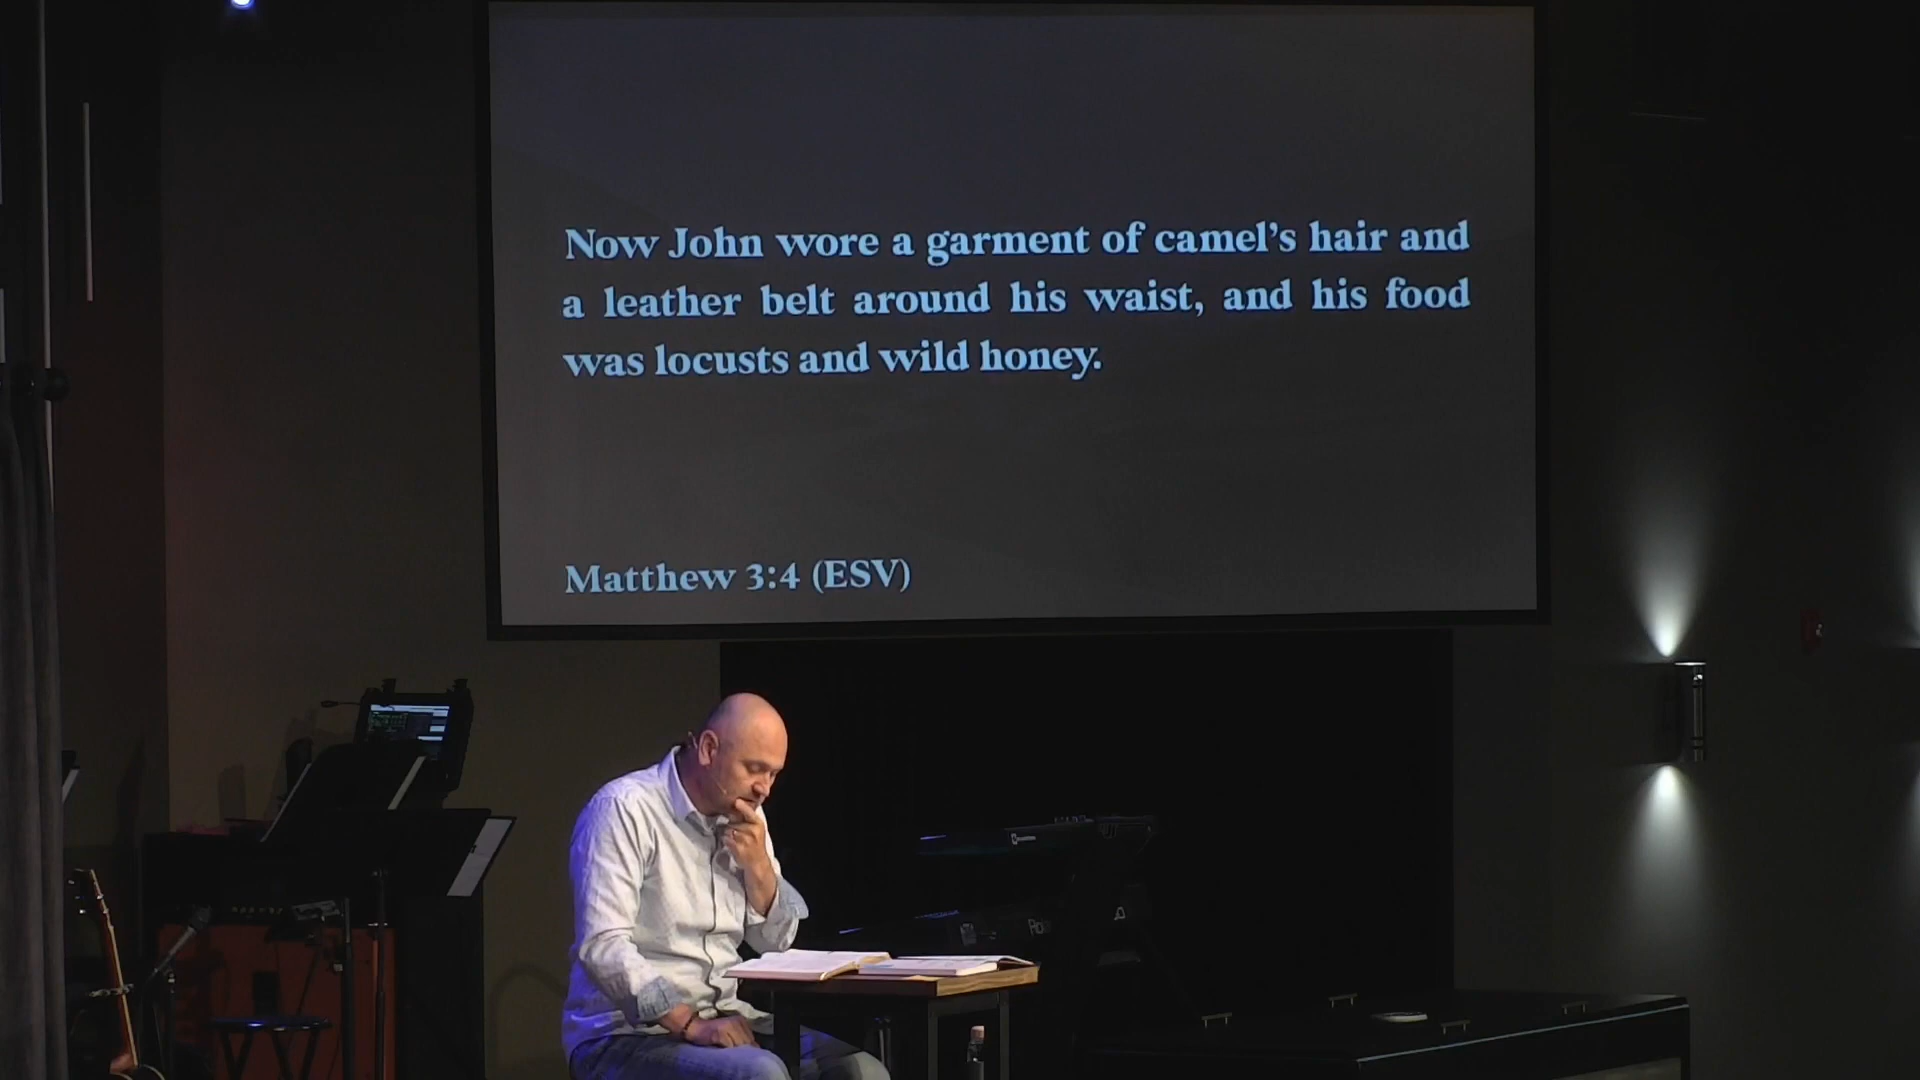 Now John wore a garment of camel's hair and
a leather belt around his waist, and his food
was locusts and wild honey.
Matthew 3:4 (ESV)